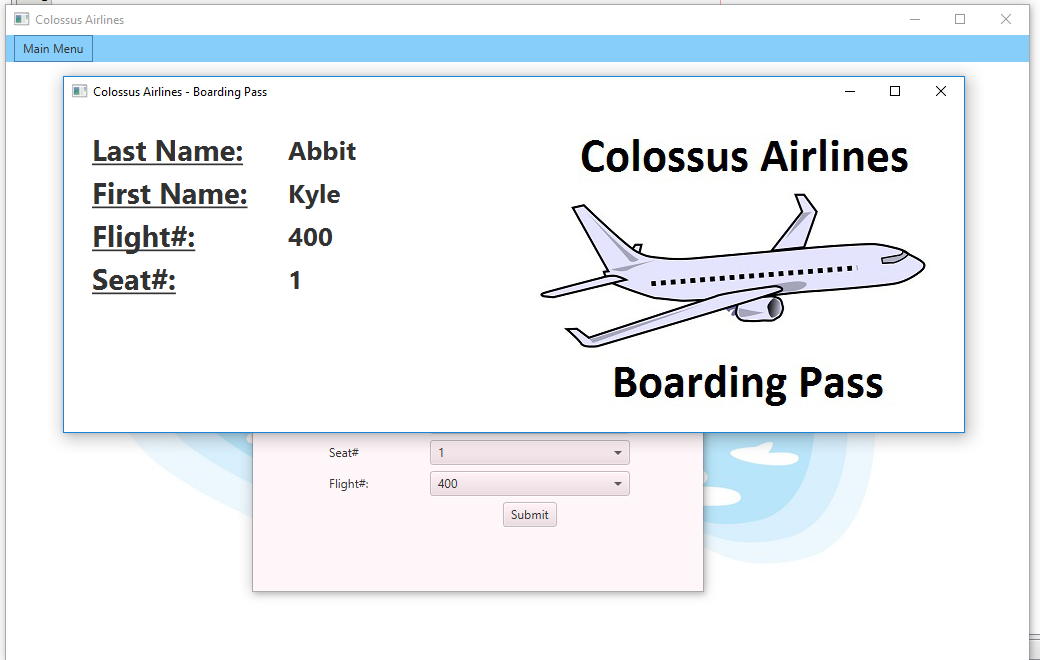 Colossus Airlines
Main Menu
Colossus Airlines - Boarding Pass
Last Name: Abbit
First Name: Kyle
Flight#: 400
Seat#: 1
Colossus Airlines
Boarding Pass
Seat# 1
Flight#: 400
Submit